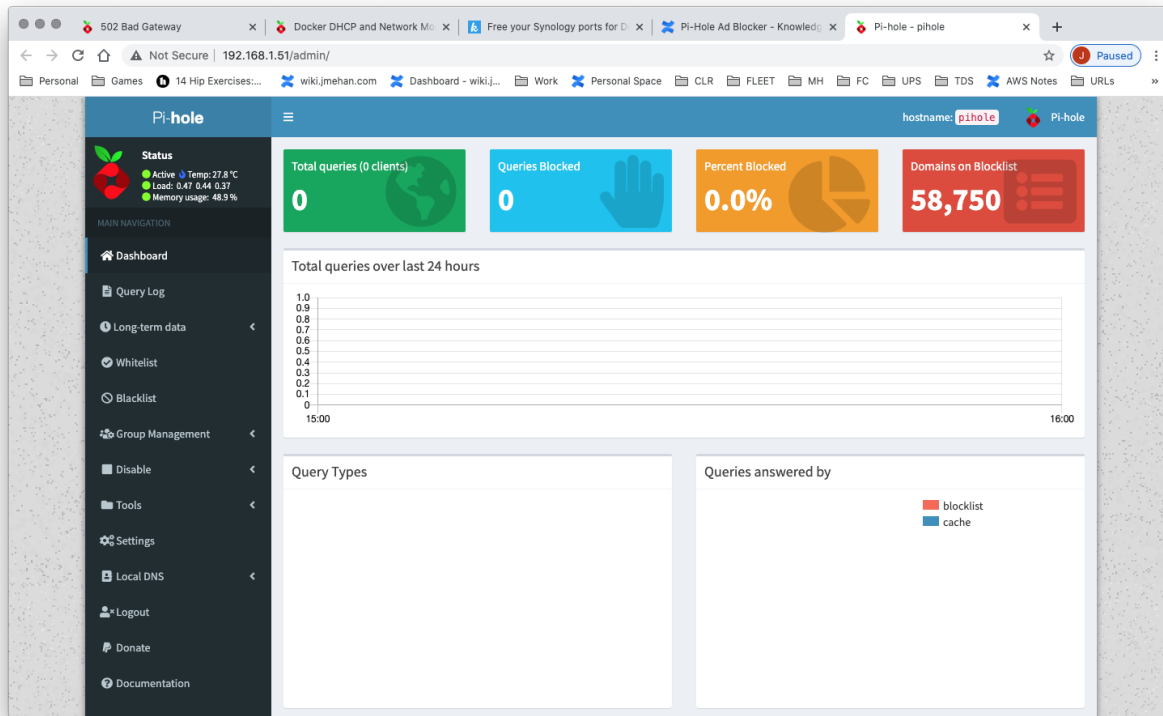 502 Bad Gateway
Docker DHCP and Network Mo
Free your Synology ports for D
Pi-Hole Ad Blocker - Knowledg
Pi-hole - pihole
Not Secure | 192.168.1.51/admin/
J Paused
Personal Games 14 Hip Exercises:... wiki.jmehan.com Dashboard - wiki.j... Work Personal Space CLR FLEET MH FC UPS TDS AWS Notes URLs »
Pi-hole
hostname: pihole
Pi-hole
Status
Active Temp: 27.8 °C
Load: 0.47 0.44 0.37
Memory usage: 48.9 %
MAIN NAVIGATION
Dashboard
Query Log
Long-term data
Whitelist
Blacklist
Group Management
Disable
Tools
Settings
Local DNS
Logout
Donate
Documentation
Total queries (0 clients)
0
Queries Blocked
0
Percent Blocked
0.0%
Domains on Blocklist
58,750
Total queries over last 24 hours
1.0
0.9
0.8
0.7
0.6
0.5
0.4
0.3
0.2
0.1
0
15:00 16:00
Query Types
Queries answered by
blocklist
cache